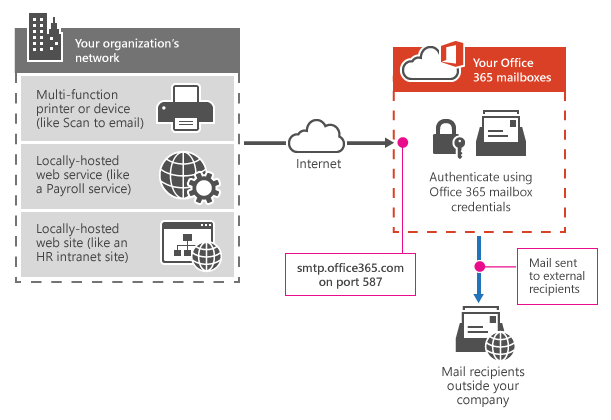 Your organization's
network
Multi-function
printer or device
(like Scan to email)
Locally-hosted
web service (like
a Payroll service)
Locally-hosted
web site (like an
HR intranet site)
Internet
smtp.office365.com
on port 587
Your Office
365 mailboxes
Authenticate using
Office 365 mailbox
credentials
Mail sent
to external
recipients
Mail recipients
outside your
company